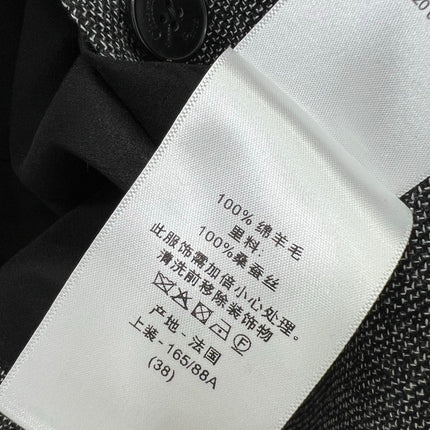 100% 绵羊毛
里料:
100%桑蚕丝
此服饰需加倍小心处理。
清洗前移除装饰物
F
产地 - 法国
上装 - 165/88A
(38)